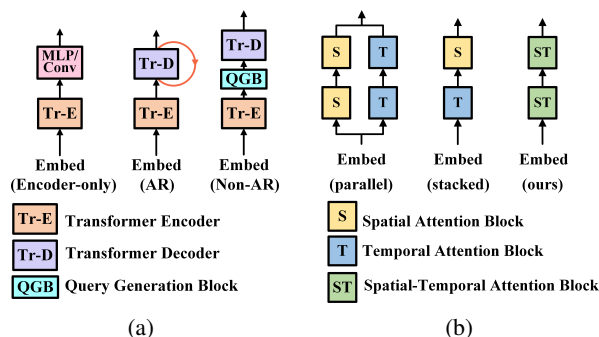 MLP/
Conv
Tr-E
Embed
(Encoder-only)
Tr-D
Tr-E
Embed
(AR)
Tr-D
QGB
Tr-E
Embed
(Non-AR)
Tr-E Transformer Encoder
Tr-D Transformer Decoder
QGB Query Generation Block
(a)
S T
S T
Embed
(parallel)
S
T
Embed
(stacked)
ST
ST
Embed
(ours)
S Spatial Attention Block
T Temporal Attention Block
ST Spatial-Temporal Attention Block
(b)